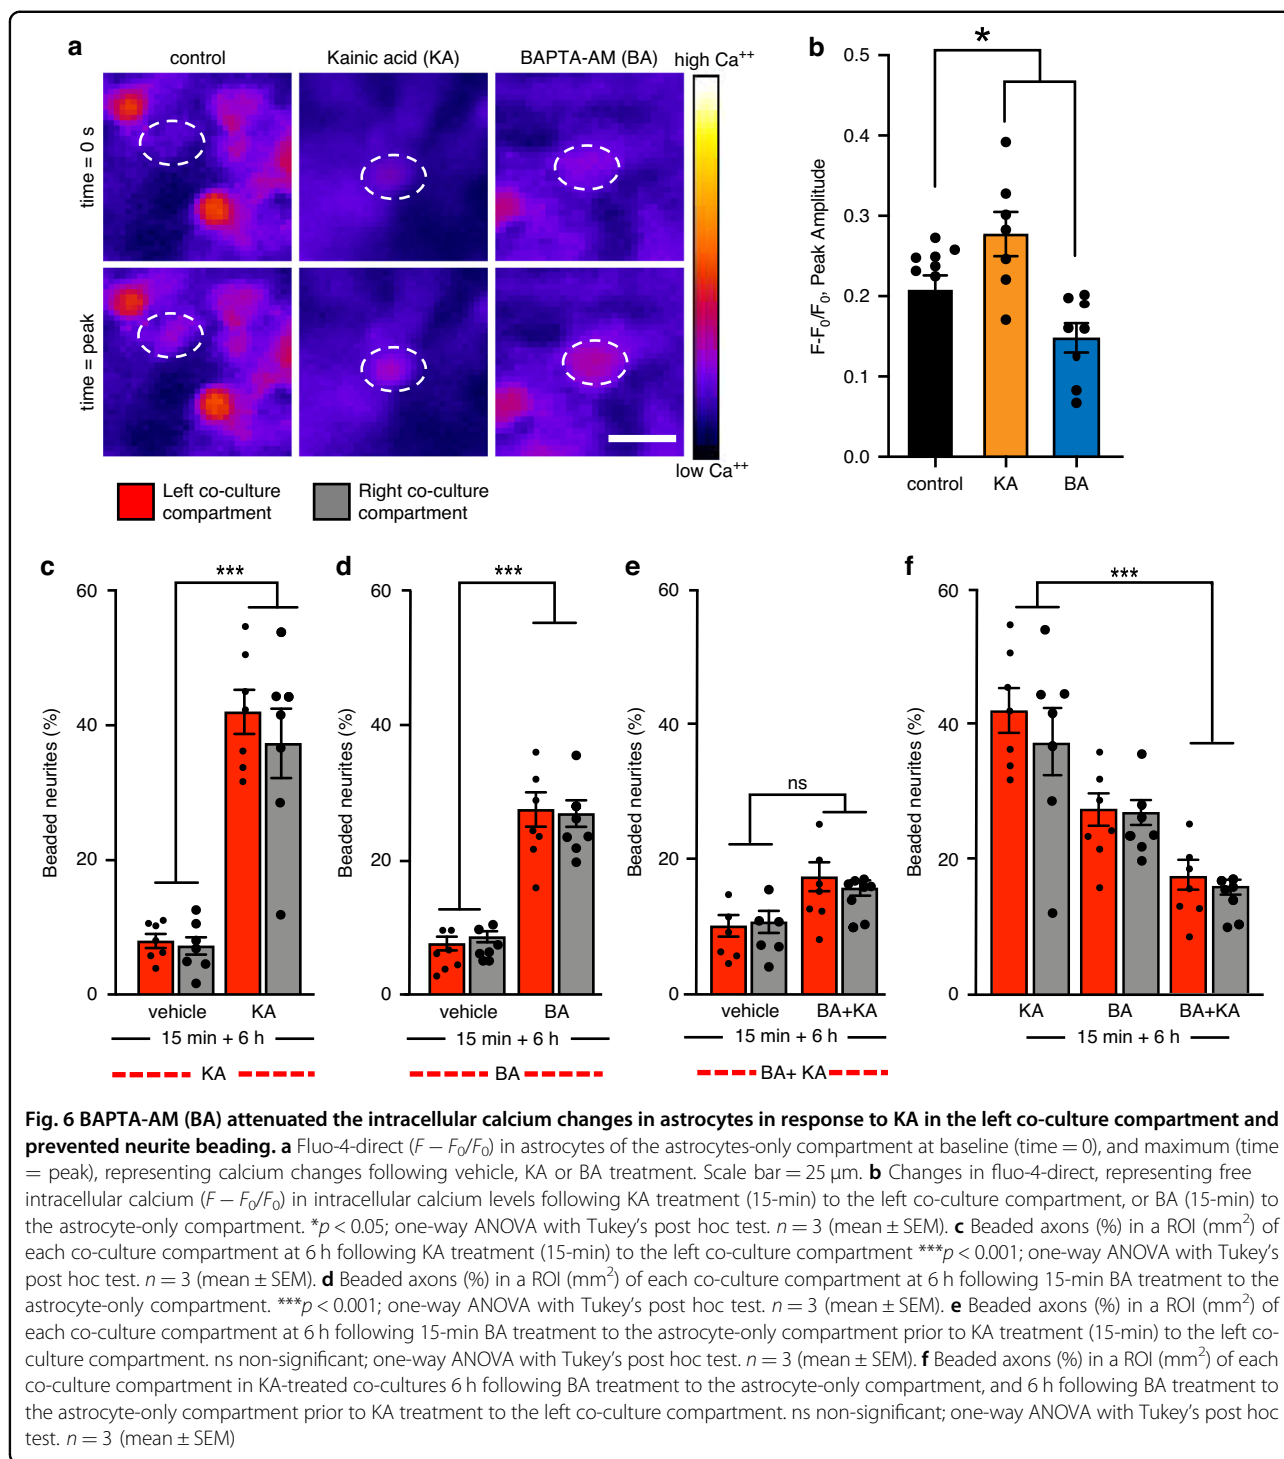 a
control
Kainic acid (KA)
BAPTA-AM (BA)
high Ca++
time = 0 s
time = peak
low Ca++
Left co-culture
compartment
Right co-culture
compartment
b
*
F-F0/F0, Peak Amplitude
0.5
0.4
0.3
0.2
0.1
0.0
control
KA
BA
c
***
Beaded neurites (%)
60
40
20
0
vehicle
KA
15 min + 6 h
KA
d
***
Beaded neurites (%)
60
40
20
0
vehicle
BA
15 min + 6 h
BA
e
ns
Beaded neurites (%)
60
40
20
0
vehicle
BA+KA
15 min + 6 h
BA+ KA
f
***
Beaded neurites (%)
60
40
20
0
KA
BA
BA+KA
15 min + 6 h
Fig. 6 BAPTA-AM (BA) attenuated the intracellular calcium changes in astrocytes in response to KA in the left co-culture compartment and
prevented neurite beading. a Fluo-4-direct (F − F0/F0) in astrocytes of the astrocytes-only compartment at baseline (time = 0), and maximum (time
= peak), representing calcium changes following vehicle, KA or BA treatment. Scale bar = 25 μm. b Changes in fluo-4-direct, representing free
intracellular calcium (F − F0/F0) in intracellular calcium levels following KA treatment (15-min) to the left co-culture compartment, or BA (15-min) to
the astrocyte-only compartment. *p < 0.05; one-way ANOVA with Tukey's post hoc test. n = 3 (mean ± SEM). c Beaded axons (%) in a ROI (mm²) of
each co-culture compartment at 6 h following KA treatment (15-min) to the left co-culture compartment ***p < 0.001; one-way ANOVA with Tukey's
post hoc test. n = 3 (mean ± SEM). d Beaded axons (%) in a ROI (mm²) of each co-culture compartment at 6 h following 15-min BA treatment to the
astrocyte-only compartment. ***p < 0.001; one-way ANOVA with Tukey's post hoc test. n = 3 (mean ± SEM). e Beaded axons (%) in a ROI (mm²) of
each co-culture compartment at 6 h following 15-min BA treatment to the astrocyte-only compartment prior to KA treatment (15-min) to the left co-
culture compartment. ns non-significant; one-way ANOVA with Tukey's post hoc test. n = 3 (mean ± SEM). f Beaded axons (%) in a ROI (mm²) of each
co-culture compartment in KA-treated co-cultures 6 h following BA treatment to the astrocyte-only compartment, and 6 h following BA treatment to
the astrocyte-only compartment prior to KA treatment to the left co-culture compartment. ns non-significant; one-way ANOVA with Tukey's post hoc
test. n = 3 (mean ± SEM)